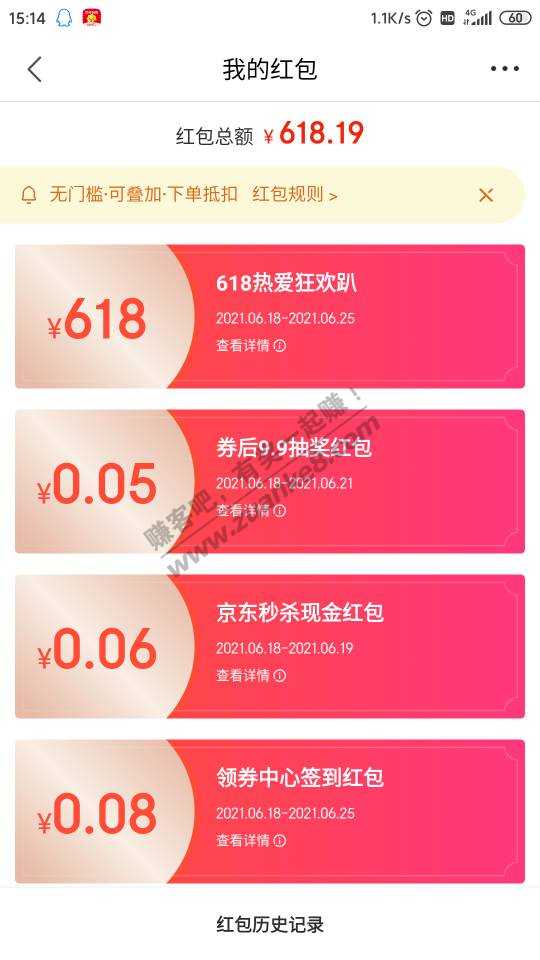 15:14 1.1K/s HD 4G 60
我的红包
红包总额 ¥ 618.19
无门槛·可叠加·下单抵扣 红包规则 >
¥618
618热爱狂欢趴
2021.06.18-2021.06.25
查看详情
¥0.05
券后9.9抽奖红包
2021.06.18-2021.06.21
查看详情
赚客吧，有奖一起赚！
www.zuanke8.com
¥0.06
京东秒杀现金红包
2021.06.18-2021.06.19
查看详情
¥0.08
领券中心签到红包
2021.06.18-2021.06.25
查看详情
红包历史记录